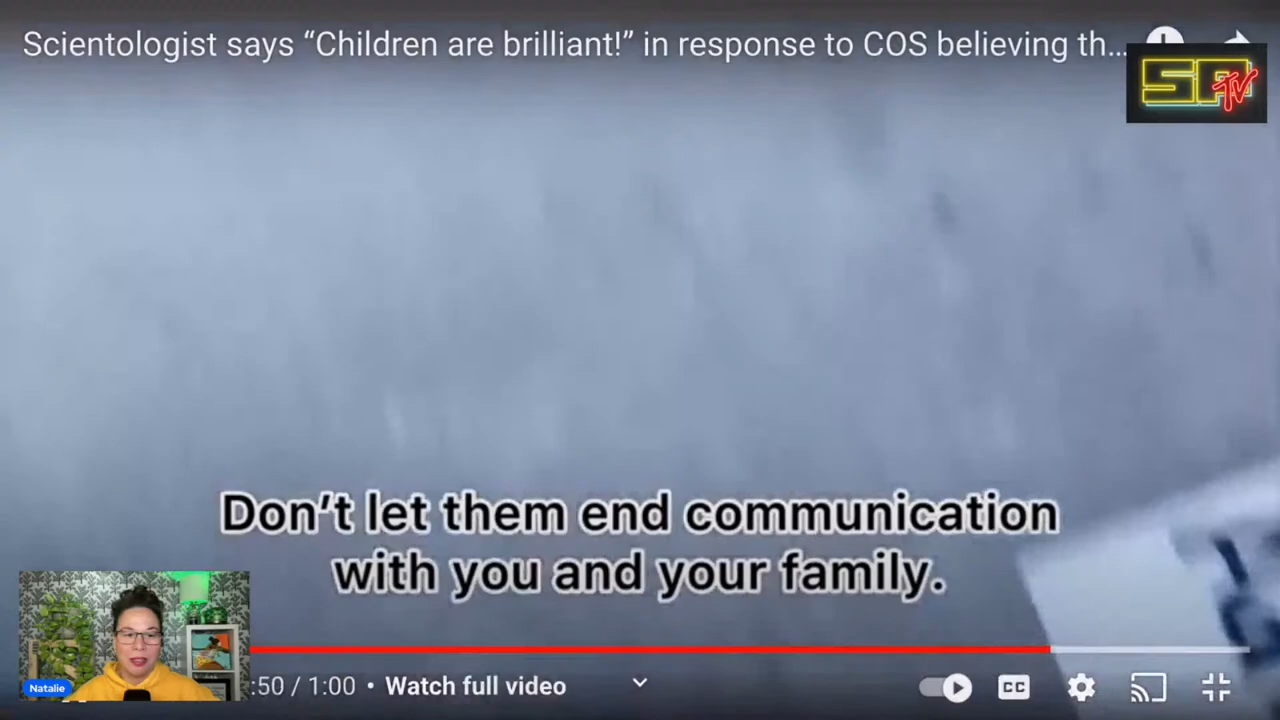 Scientologist says “Children are brilliant!” in response to COS believing th...
SPTV
Don’t let them end communication
with you and your family.
Natalie
:50 / 1:00 • Watch full video
CC